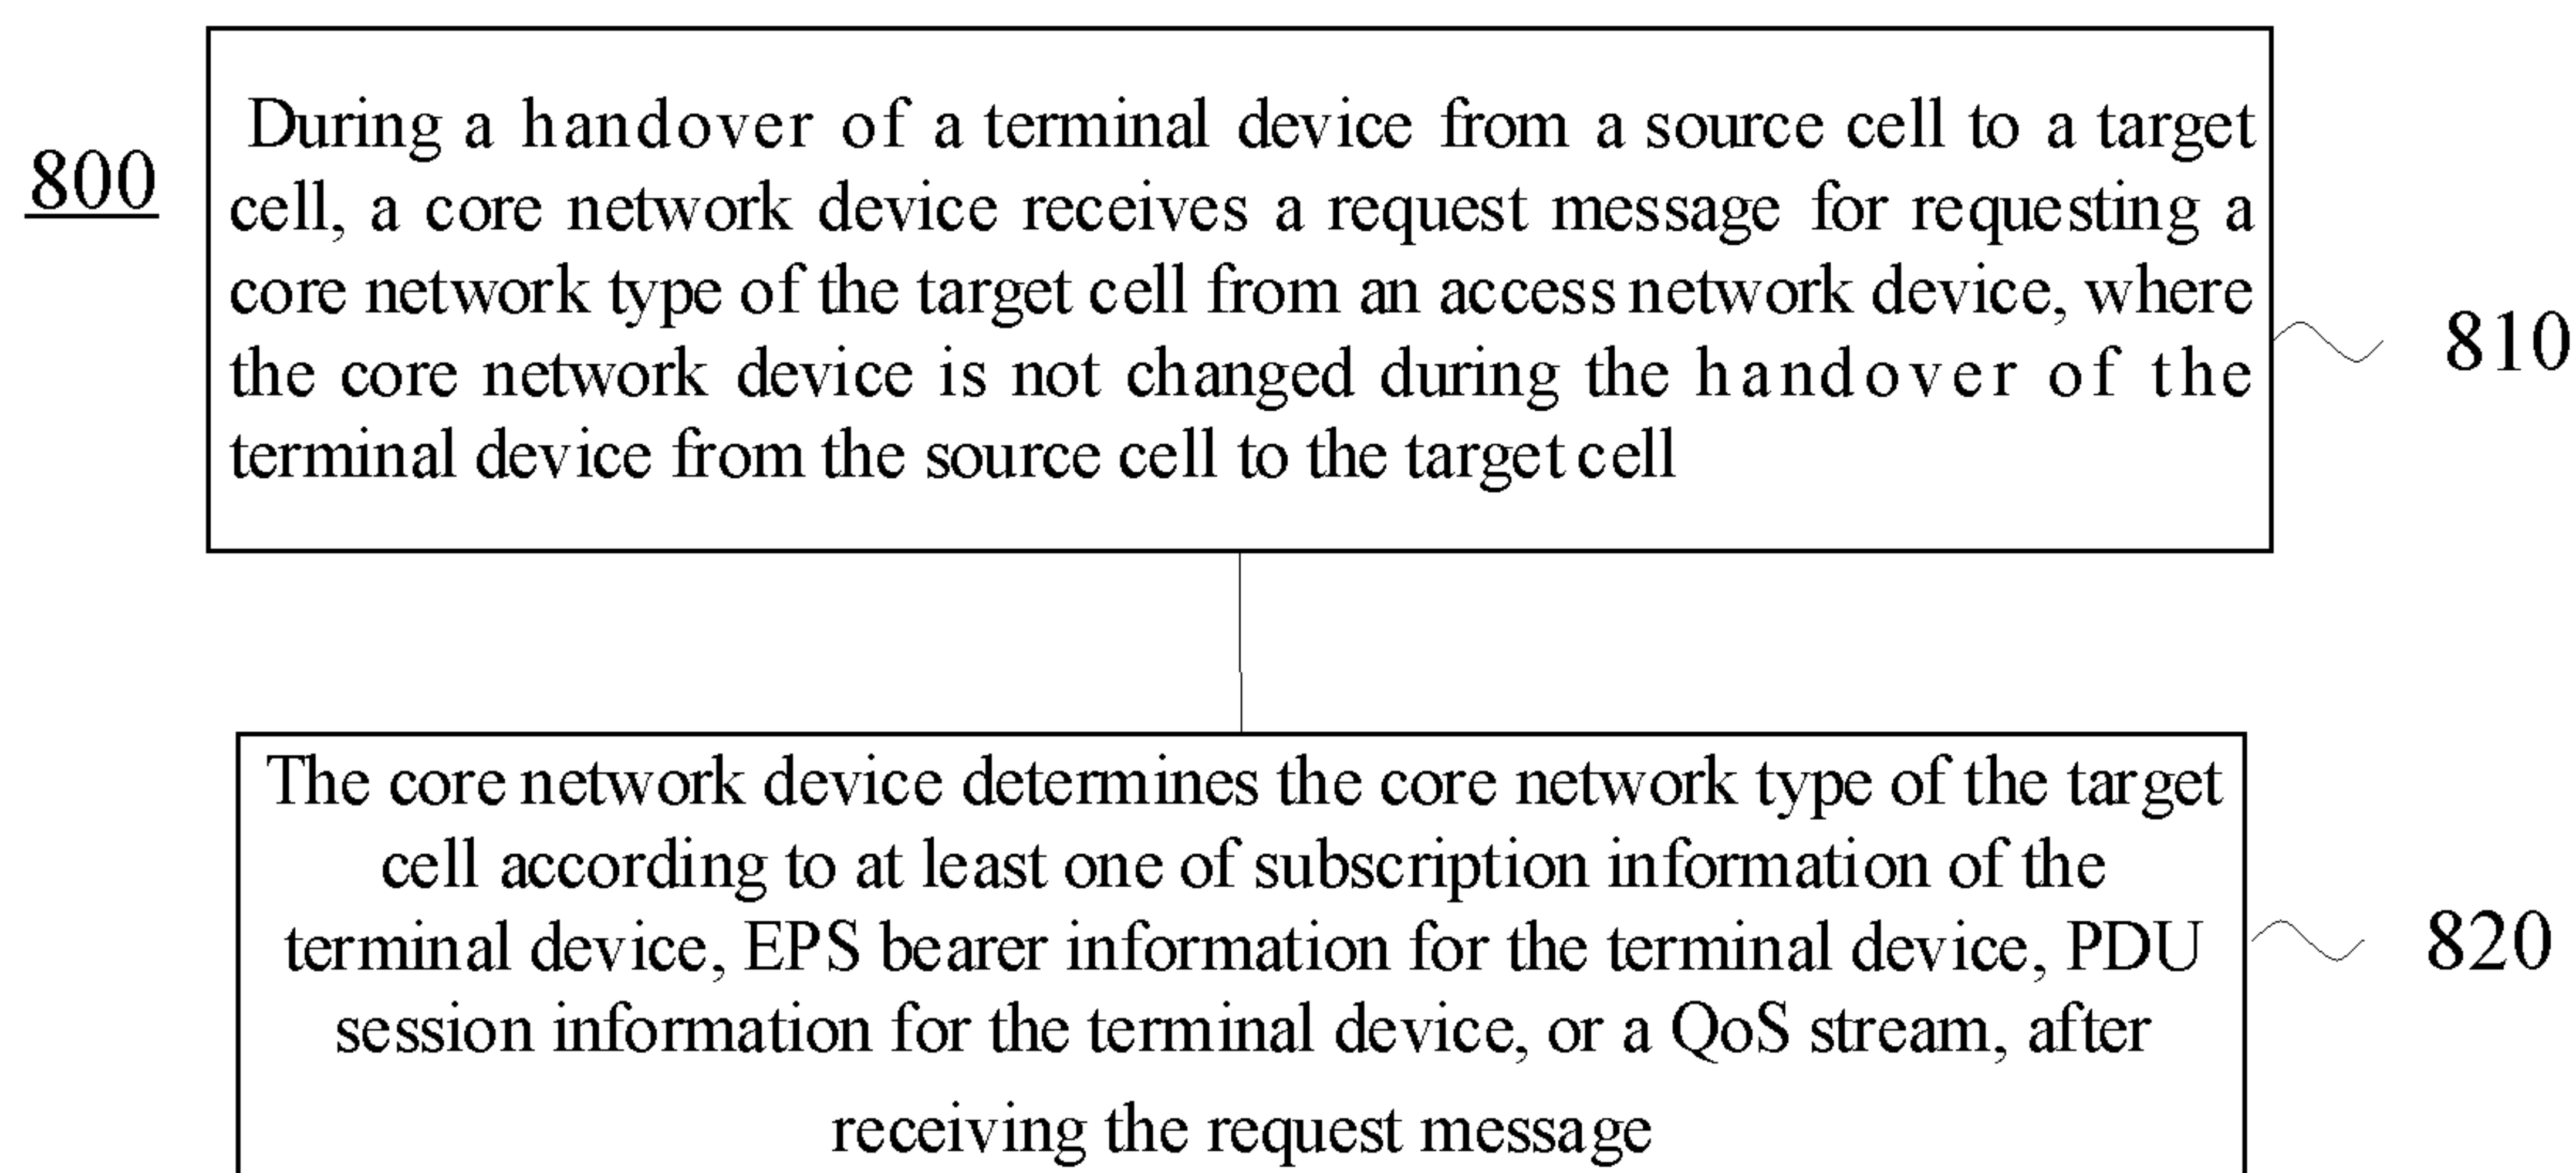 800
During a handover of a terminal device from a source cell to a target
cell, a core network device receives a request message for requesting a
core network type of the target cell from an access network device, where
the core network device is not changed during the handover of the
terminal device from the source cell to the target cell
810
The core network device determines the core network type of the target
cell according to at least one of subscription information of the
terminal device, EPS bearer information for the terminal device, PDU
session information for the terminal device, or a QoS stream, after
receiving the request message
820